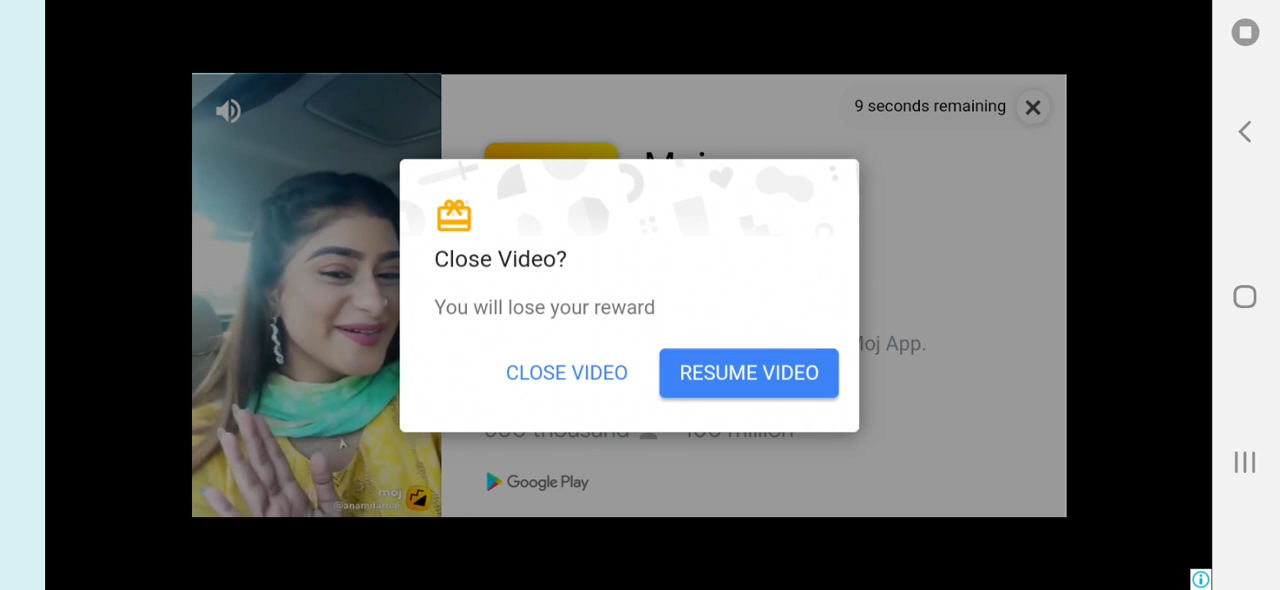 9 seconds remaining
Close Video?
You will lose your reward
CLOSE VIDEO
RESUME VIDEO
Moj App.
Google Play
moj